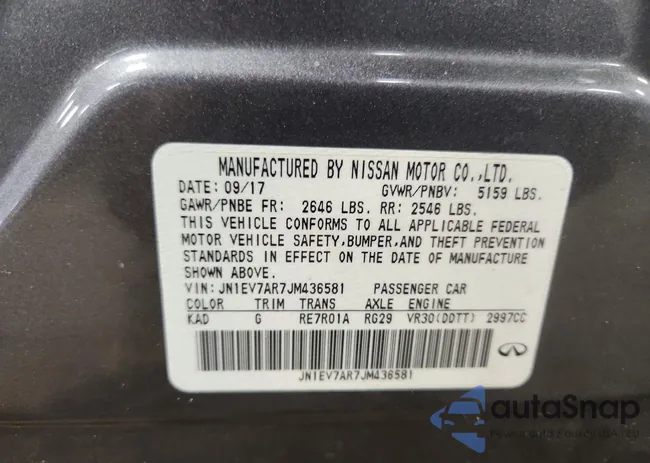 MANUFACTURED BY NISSAN MOTOR CO.,LTD.
DATE: 09/17 GVWR/PNBV: 5159 LBS.
GAWR/PNBE FR: 2646 LBS. RR: 2546 LBS.
THIS VEHICLE CONFORMS TO ALL APPLICABLE FEDERAL
MOTOR VEHICLE SAFETY,BUMPER,AND THEFT PREVENTION
STANDARDS IN EFFECT ON THE DATE OF MANUFACTURE
SHOWN ABOVE.
VIN:JN1EV7AR7JM436581 PASSENGER CAR
COLOR TRIM TRANS AXLE ENGINE
KAD G RE7R01A RG29 VR30(DDTT) 2997CC
JN1EV7AR7JM436581
autaSnap